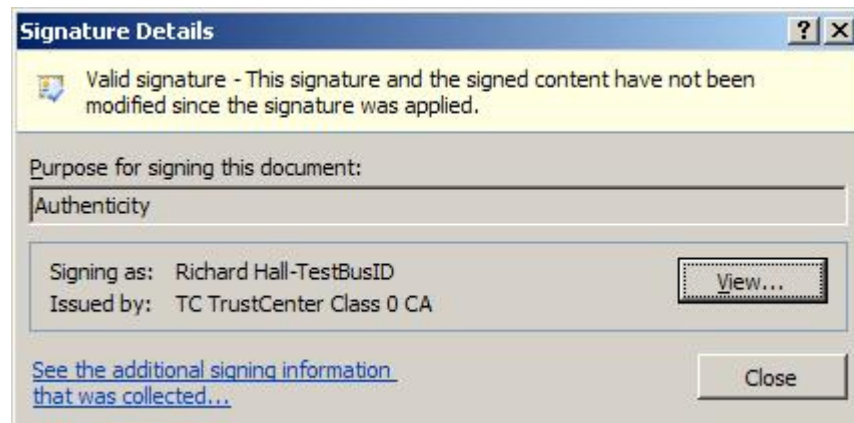 Signature Details
Valid signature - This signature and the signed content have not been
modified since the signature was applied.
Purpose for signing this document:
Authenticity
Signing as: Richard Hall-TestBusID
Issued by: TC TrustCenter Class 0 CA
View...
See the additional signing information
that was collected...
Close